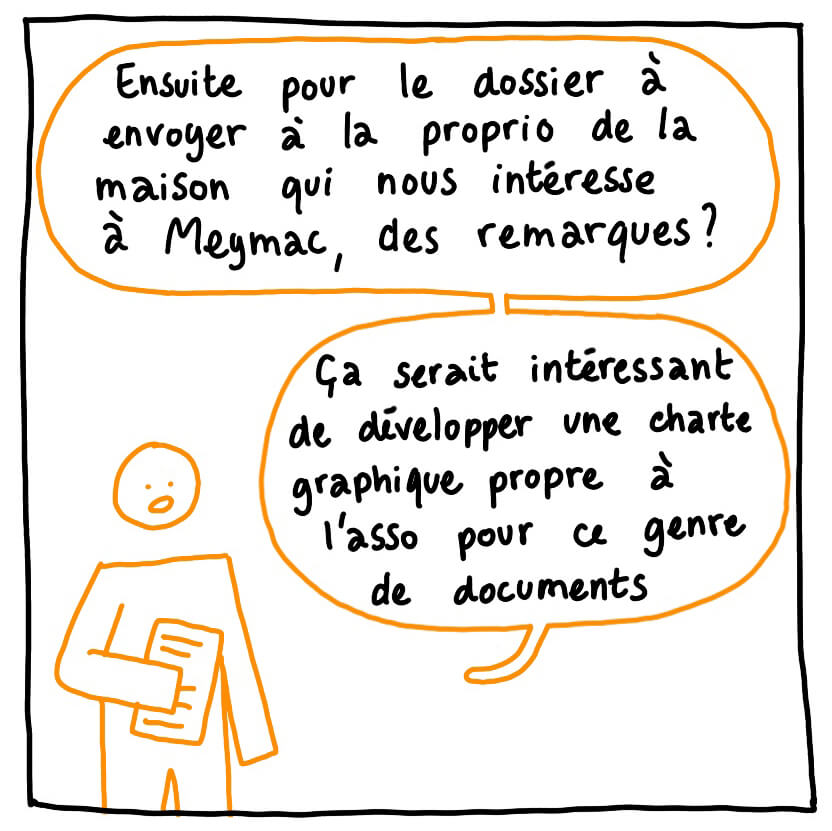 Ensuite pour le dossier à
envoyer à la proprio de la
maison qui nous intéresse
à Meymac, des remarques?
Ça serait intéressant
de développer une charte
graphique propre à
l'asso pour ce genre
de documents